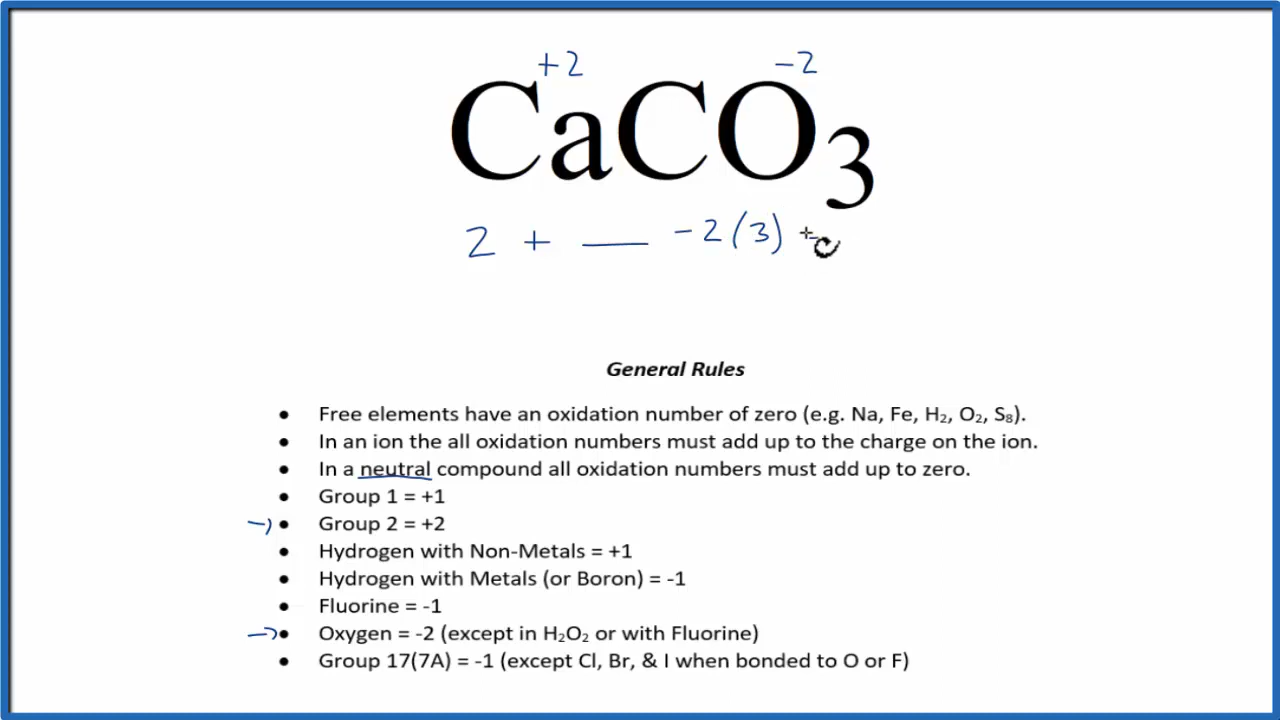 +2 -2
CaCO₃
2 + __ -2(3)
General Rules
• Free elements have an oxidation number of zero (e.g. Na, Fe, H₂, O₂, S₈).
• In an ion the all oxidation numbers must add up to the charge on the ion.
• In a neutral compound all oxidation numbers must add up to zero.
• Group 1 = +1
• Group 2 = +2
• Hydrogen with Non-Metals = +1
• Hydrogen with Metals (or Boron) = -1
• Fluorine = -1
• Oxygen = -2 (except in H₂O₂ or with Fluorine)
• Group 17(7A) = -1 (except Cl, Br, & I when bonded to O or F)